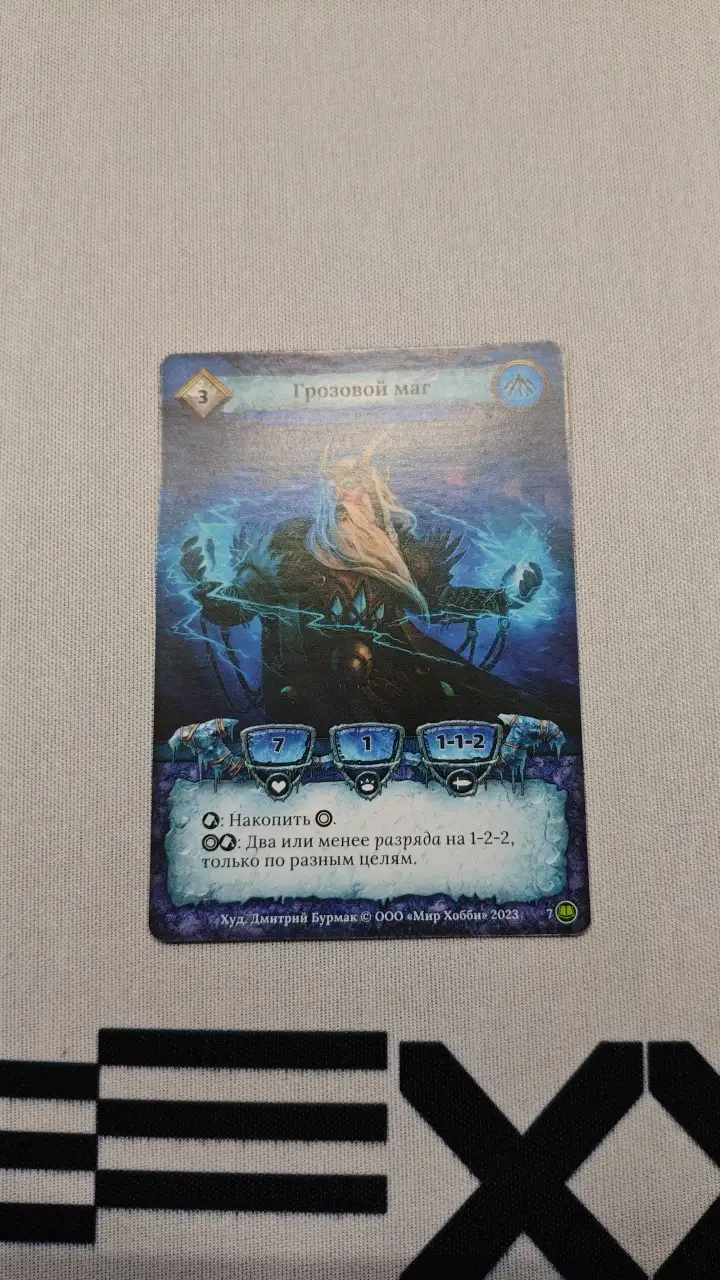 3
Грозовой маг
7
1
1-1-2
: Накопить .
: Два или менее разряда на 1-2-2,
только по разным целям.
Худ. Дмитрий Бурмак © ООО «Мир Хобби» 2023
7
EX